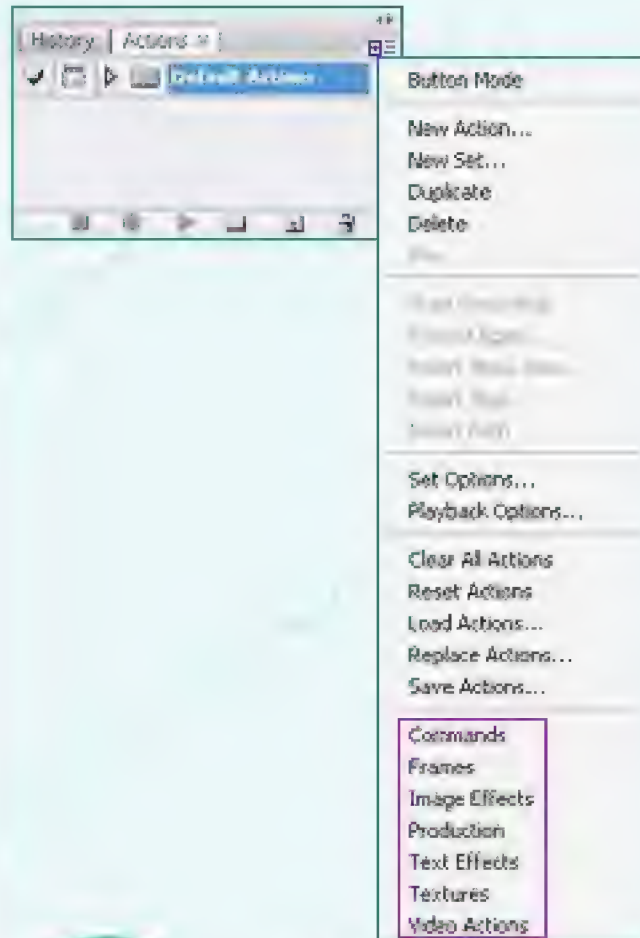 History
Actions ×
Default Actions
Button Mode
New Action...
New Set...
Duplicate
Delete
Set Options...
Playback Options...
Clear All Actions
Reset Actions
Load Actions...
Replace Actions...
Save Actions...
Commands
Frames
Image Effects
Production
Text Effects
Textures
Video Actions